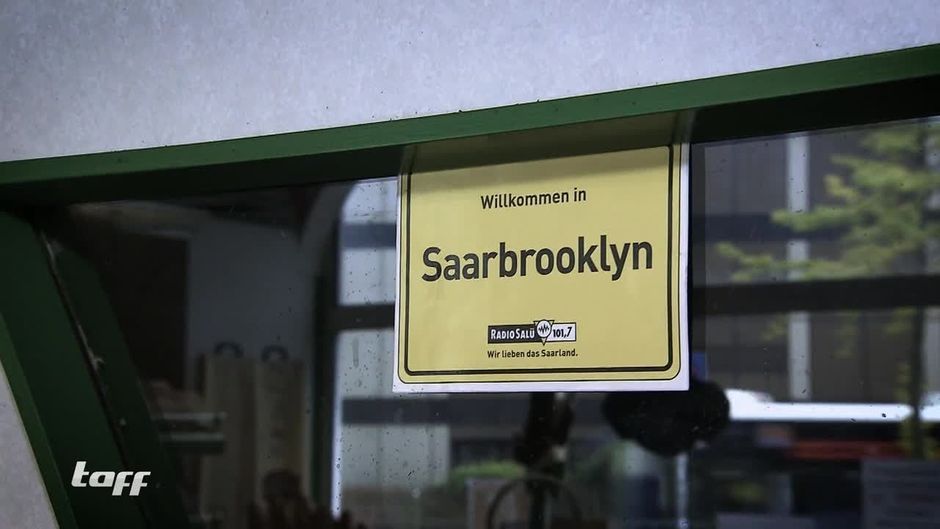 Willkommen in
Saarbrooklyn
RADIO SALÜ 101,7
Wir lieben das Saarland.
taff